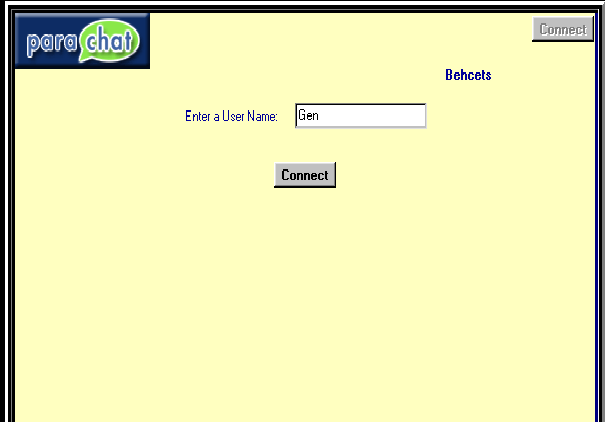 para chat
Connect
Behcets
Enter a User Name: Gen
Connect